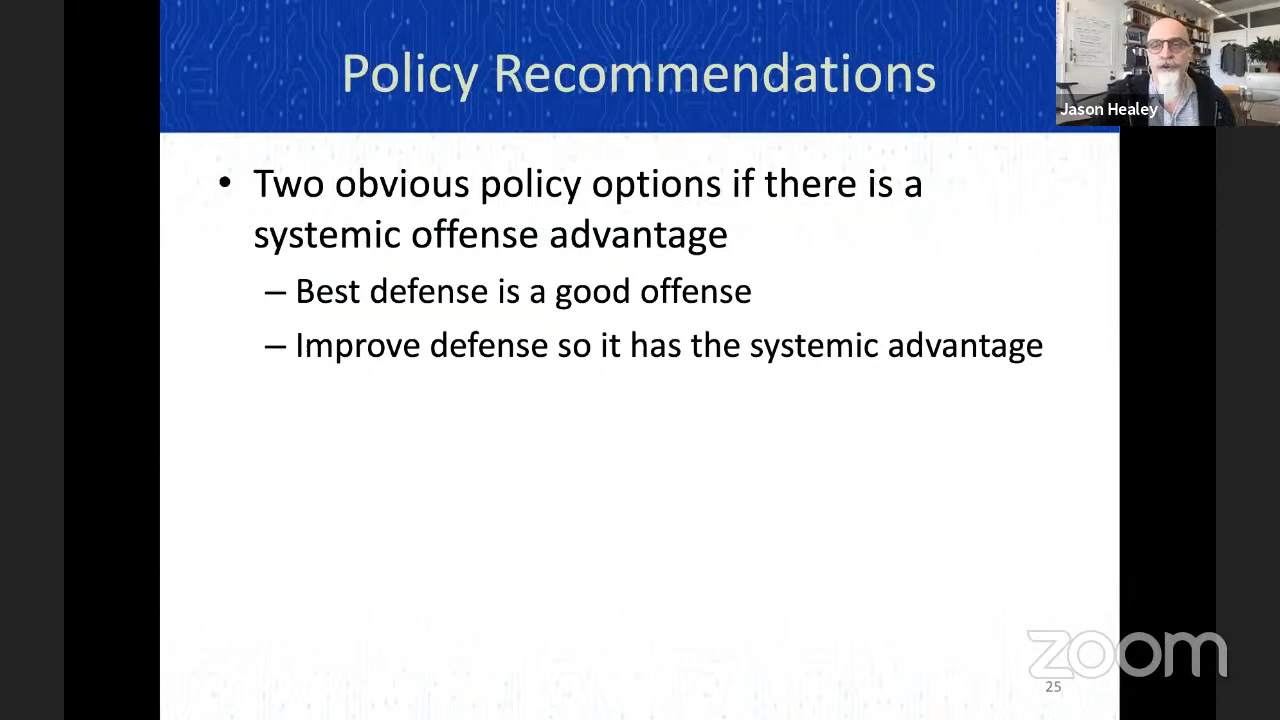 Policy Recommendations
Jason Healey
• Two obvious policy options if there is a
systemic offense advantage
– Best defense is a good offense
– Improve defense so it has the systemic advantage
zoom
25